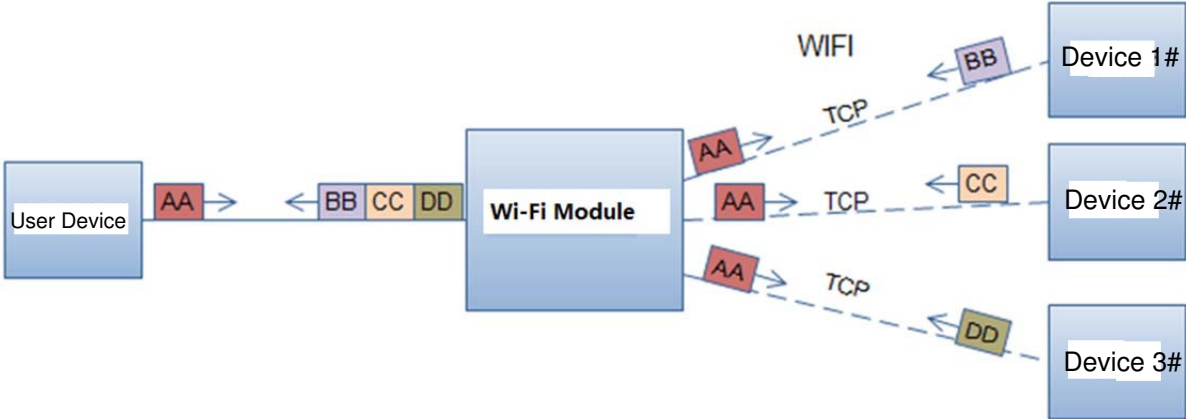 WIFI
BB
Device 1#
TCP
AA
AA
BB CC DD
Wi-Fi Module
User Device
AA
TCP
CC
Device 2#
AA
TCP
DD
Device 3#